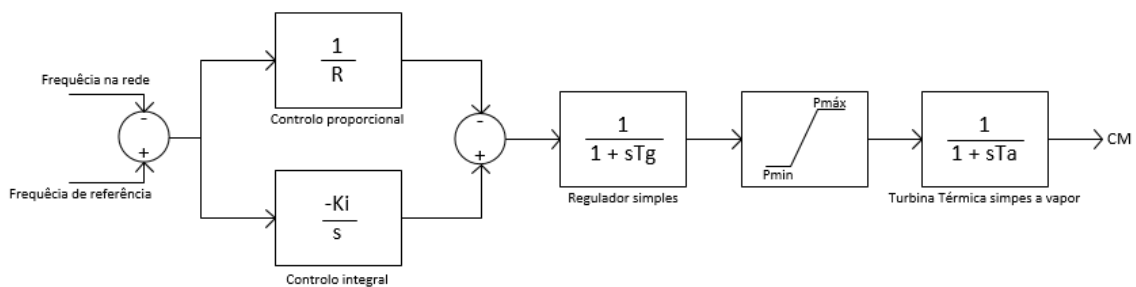 Frequêcia na rede
-
+
Frequêcia de referência
1
R
Controlo proporcional
-Ki
s
Controlo integral
-
+
1
1 + sTg
Regulador simples
Pmáx
Pmin
1
1 + sTa
Turbina Térmica simpes a vapor
CM